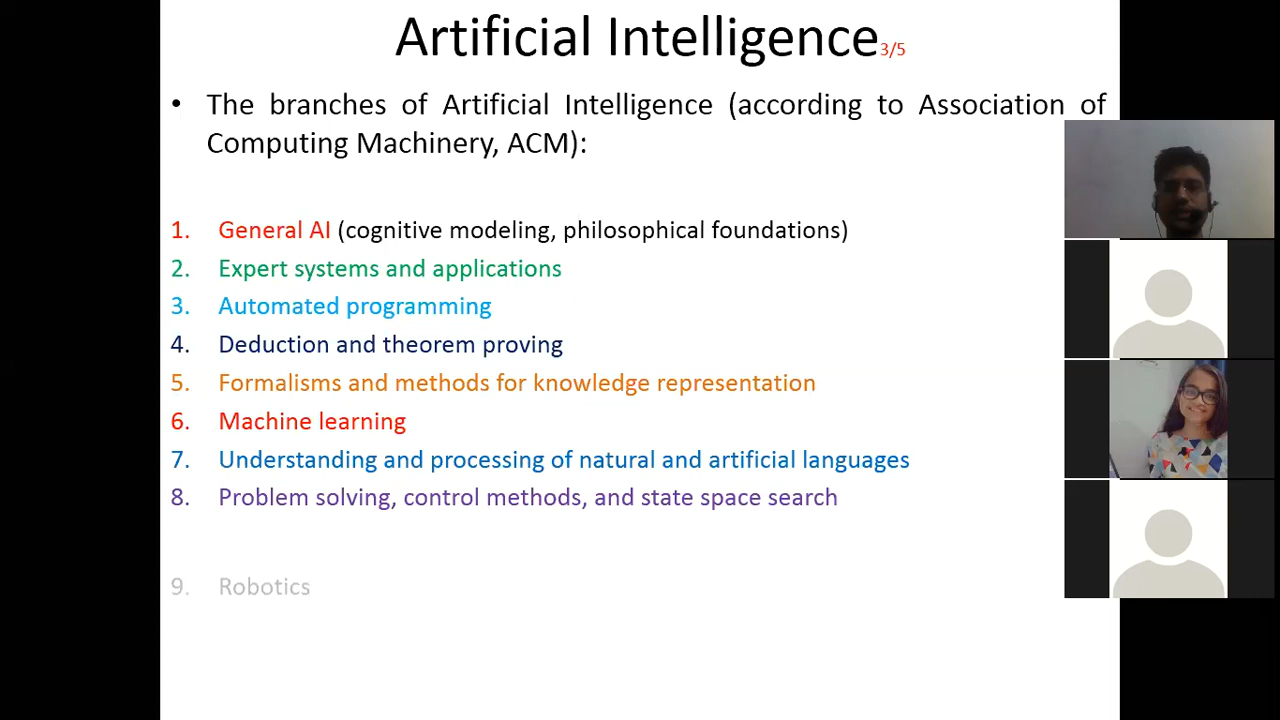 Artificial Intelligence3/5
• The branches of Artificial Intelligence (according to Association of
Computing Machinery, ACM):
1. General AI (cognitive modeling, philosophical foundations)
2. Expert systems and applications
3. Automated programming
4. Deduction and theorem proving
5. Formalisms and methods for knowledge representation
6. Machine learning
7. Understanding and processing of natural and artificial languages
8. Problem solving, control methods, and state space search
9. Robotics